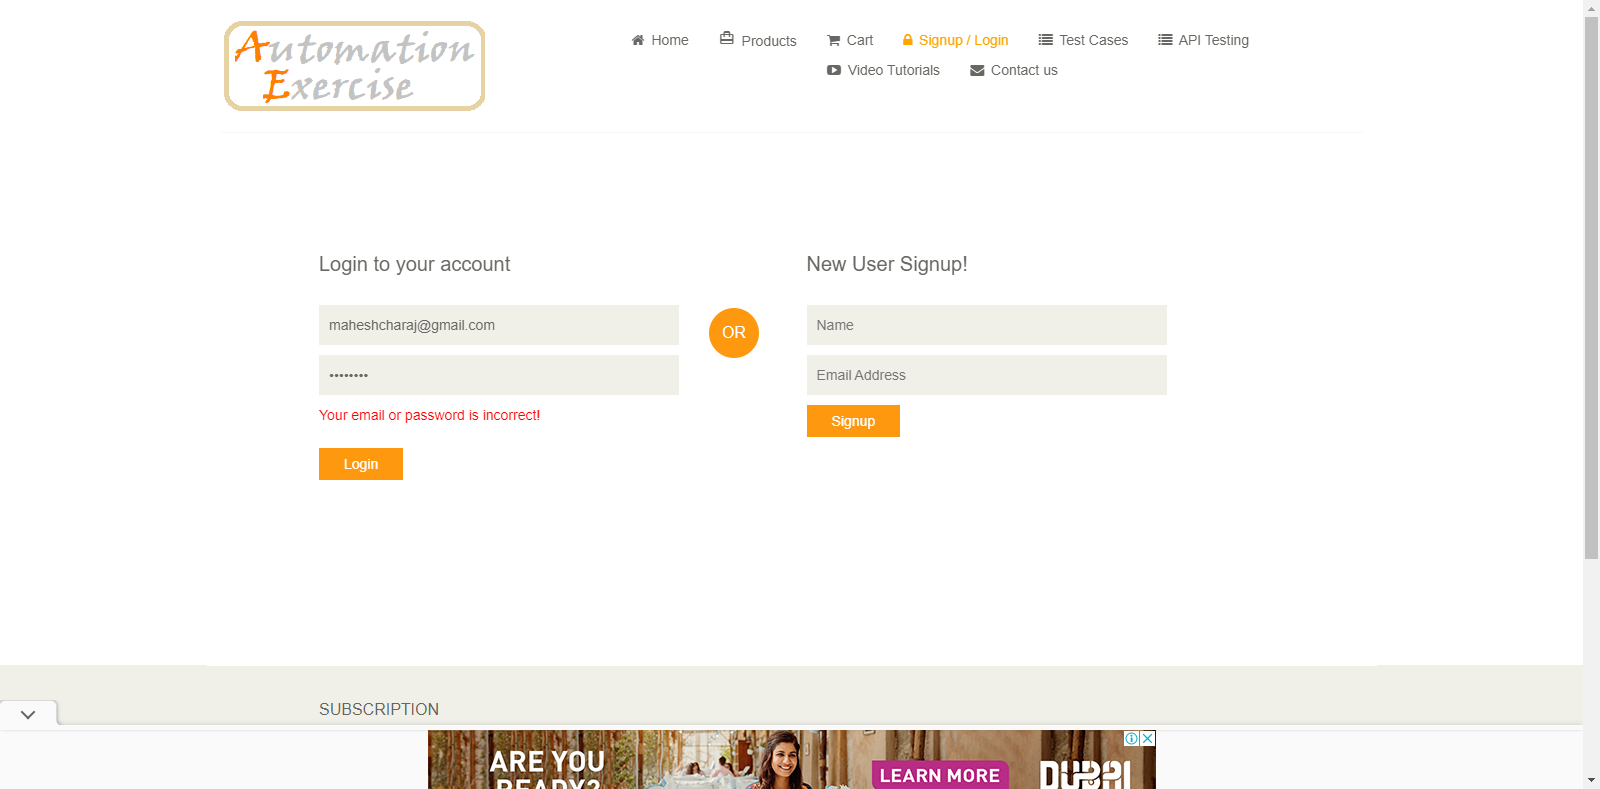 Automation
Exercise
Home
Products
Cart
Signup / Login
Test Cases
API Testing
Video Tutorials
Contact us
Login to your account
New User Signup!
maheshcharaj@gmail.com
OR
Name
••••••••
Email Address
Your email or password is incorrect!
Signup
Login
SUBSCRIPTION
ARE YOU
READY?
LEARN MORE
DUBAI